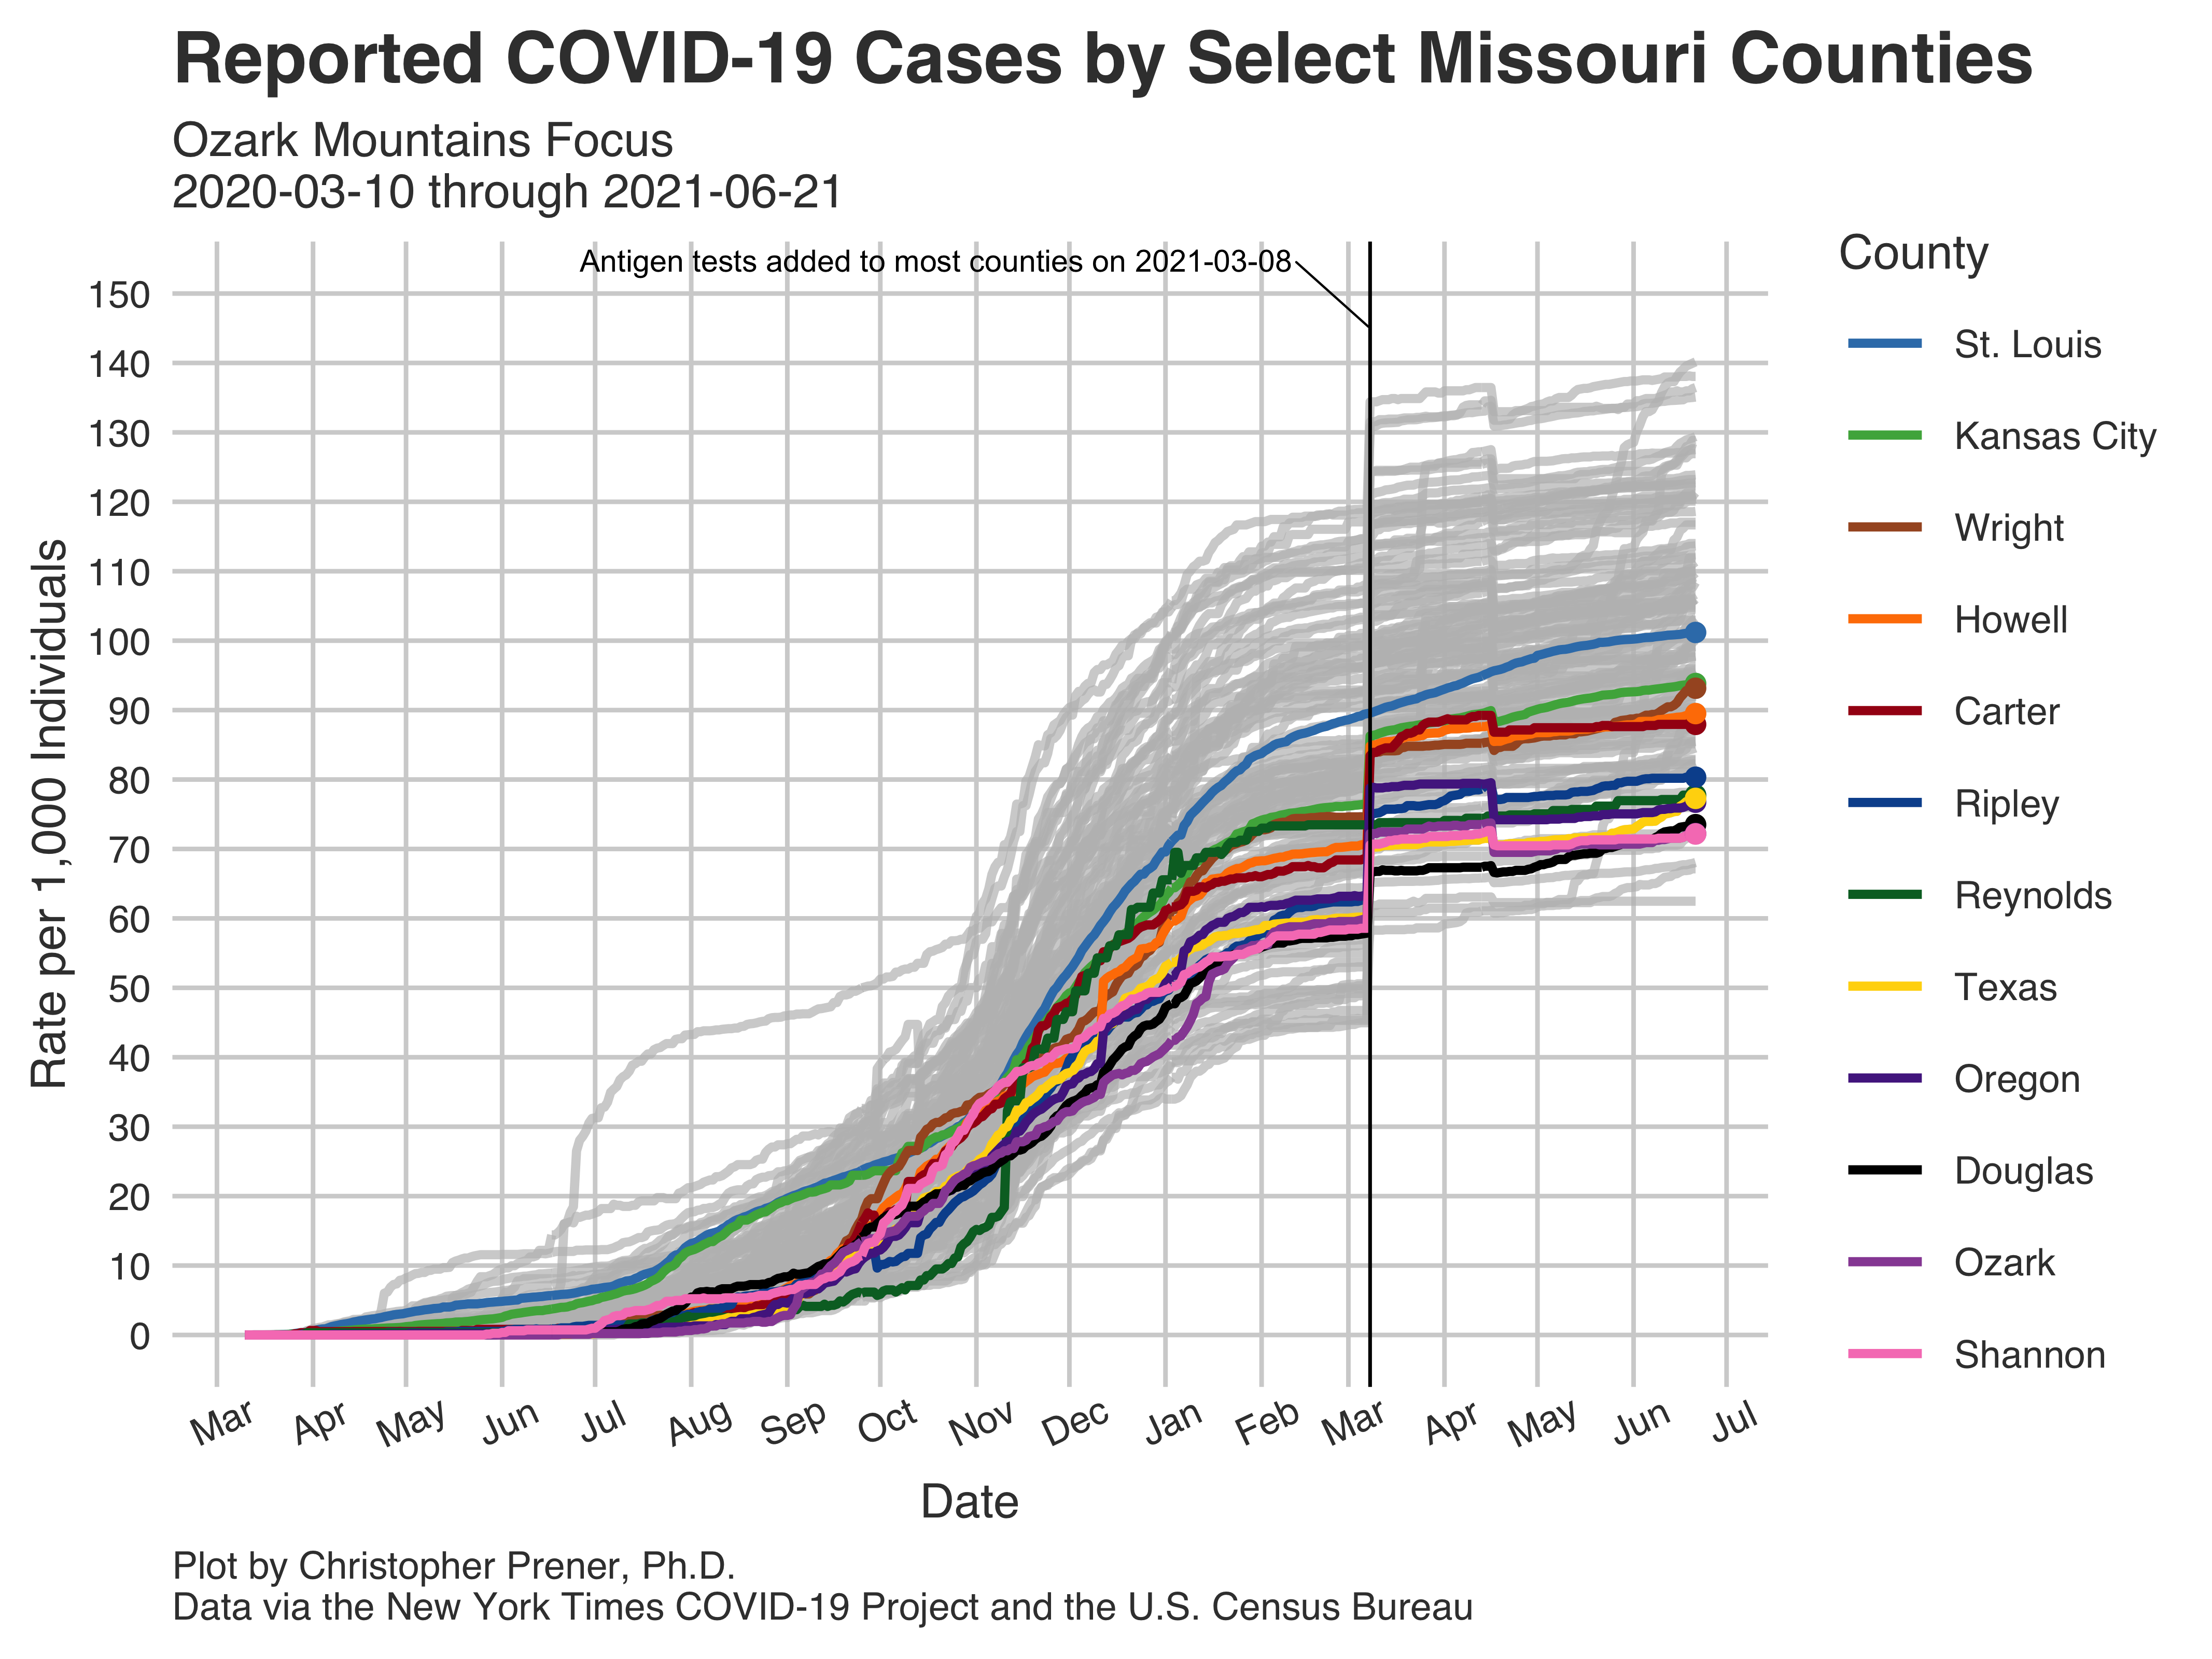 Reported COVID-19 Cases by Select Missouri Counties
Ozark Mountains Focus
2020-03-10 through 2021-06-21
Antigen tests added to most counties on 2021-03-08
Rate per 1,000 Individuals
150
140
130
120
110
100
90
80
70
60
50
40
30
20
10
0
Mar Apr May Jun Jul Aug Sep Oct Nov Dec Jan Feb Mar Apr May Jun Jul
Date
County
St. Louis
Kansas City
Wright
Howell
Carter
Ripley
Reynolds
Texas
Oregon
Douglas
Ozark
Shannon
Plot by Christopher Prener, Ph.D.
Data via the New York Times COVID-19 Project and the U.S. Census Bureau